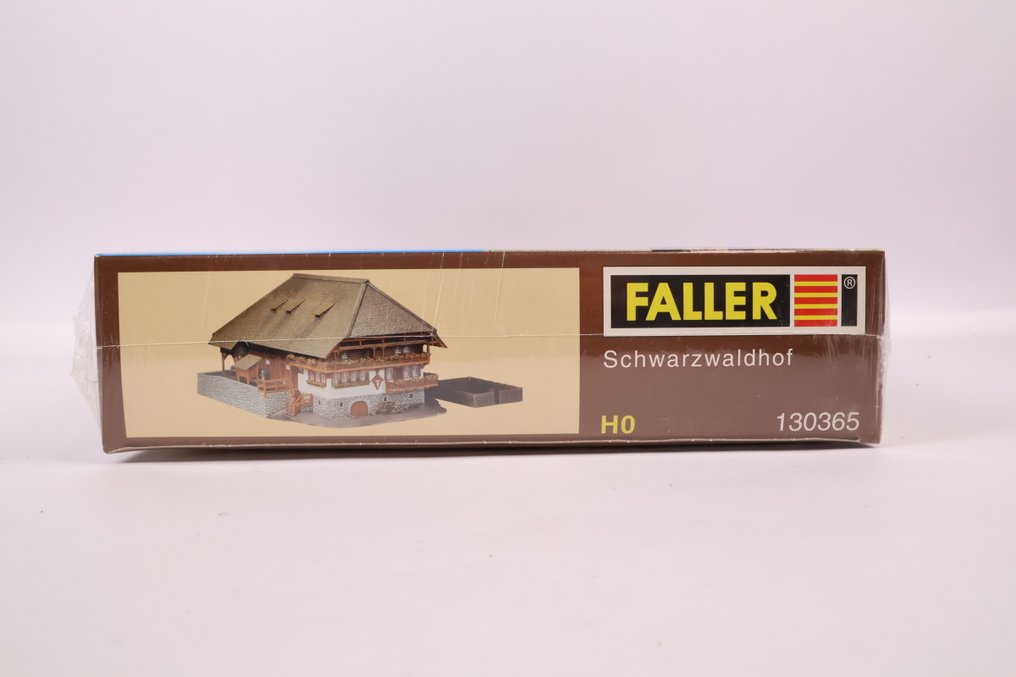 FALLER ®
Schwarzwaldhof
H0 130365